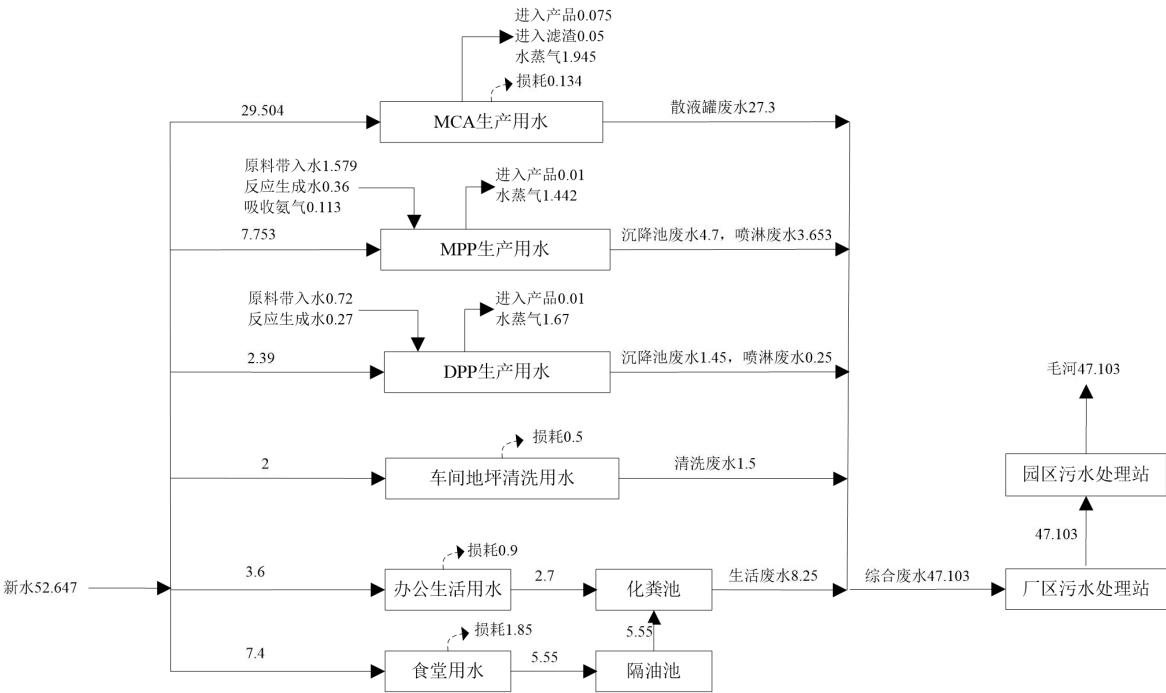 进入产品0.075
进入滤渣0.05
水蒸气1.945
损耗0.134
29.504
MCA生产用水
散液罐废水27.3
原料带入水1.579
反应生成水0.36
吸收氨气0.113
进入产品0.01
水蒸气1.442
7.753
MPP生产用水
沉降池废水4.7，喷淋废水3.653
原料带入水0.72
反应生成水0.27
进入产品0.01
水蒸气1.67
2.39
DPP生产用水
沉降池废水1.45，喷淋废水0.25
毛河47.103
损耗0.5
2
车间地坪清洗用水
清洗废水1.5
园区污水处理站
47.103
新水52.647
损耗0.9
3.6
办公生活用水
2.7
化粪池
生活废水8.25
综合废水47.103
厂区污水处理站
损耗1.85
5.55
7.4
食堂用水
5.55
隔油池